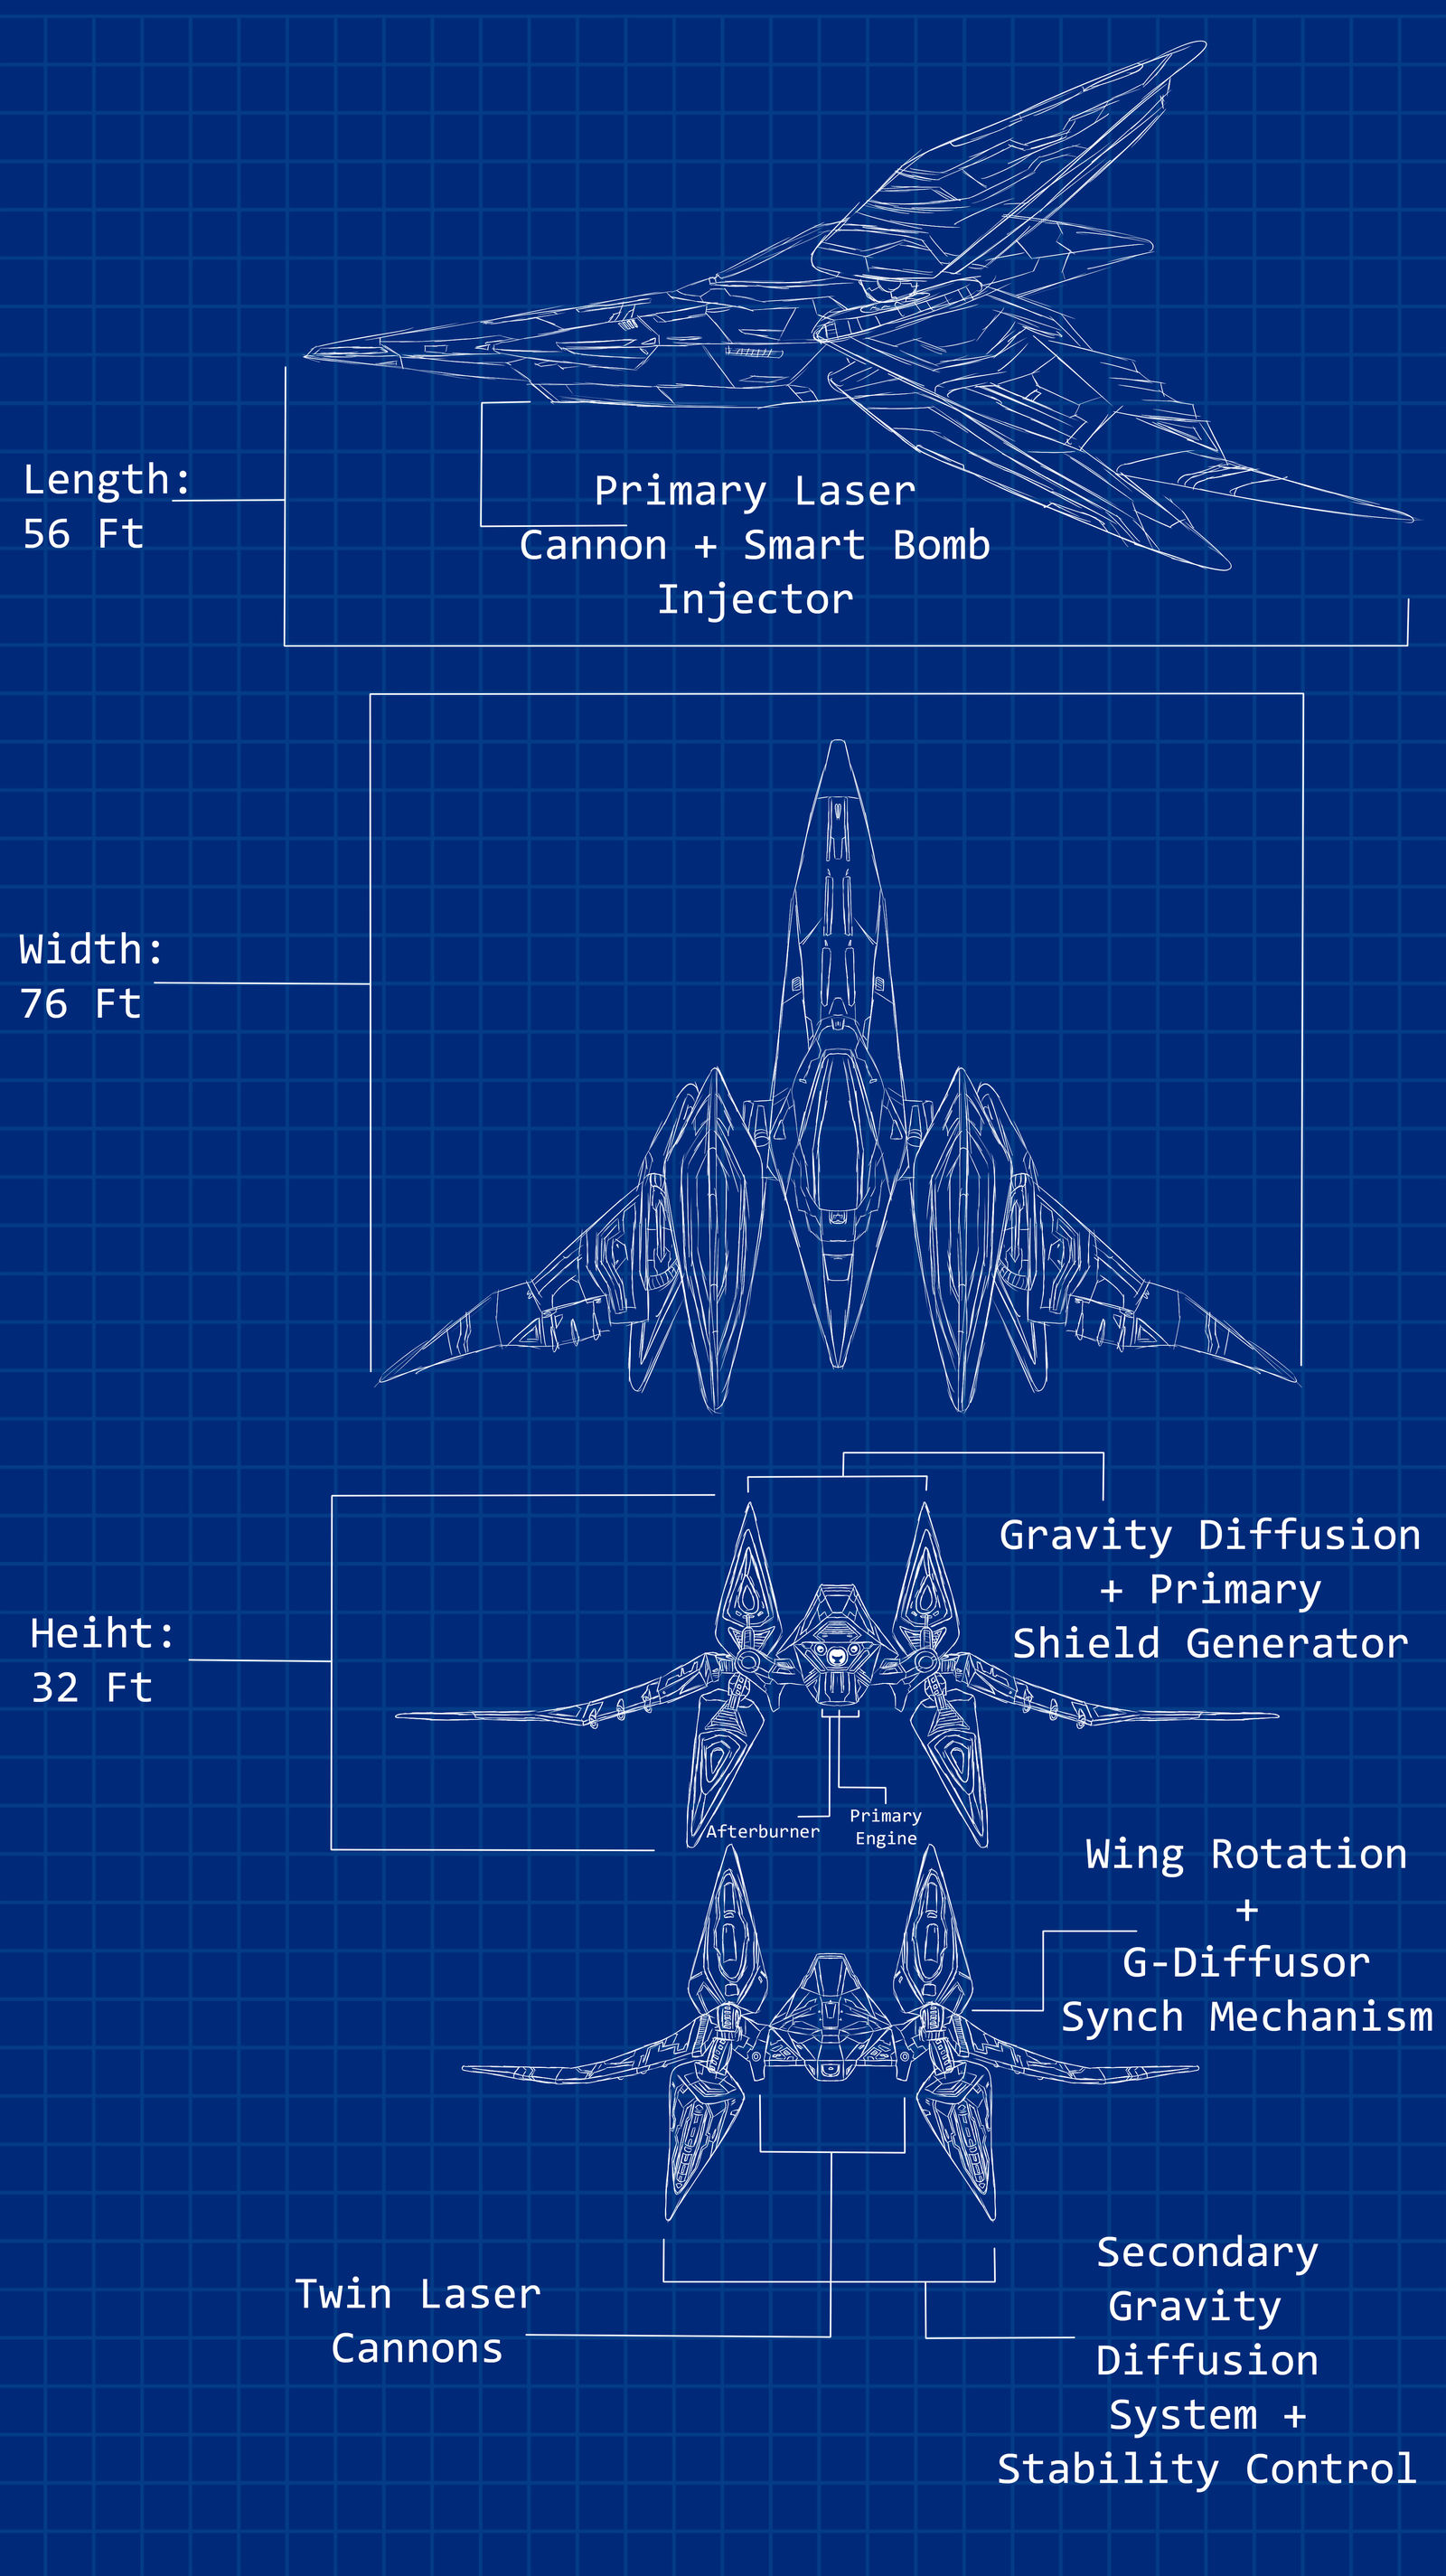 Length:
56 Ft
Primary Laser
Cannon + Smart Bomb
Injector
Width:
76 Ft
Gravity Diffusion
+ Primary
Shield Generator
Heiht:
32 Ft
Afterburner
Primary
Engine
Wing Rotation
+
G-Diffusor
Synch Mechanism
Twin Laser
Cannons
Secondary
Gravity
Diffusion
System +
Stability Control